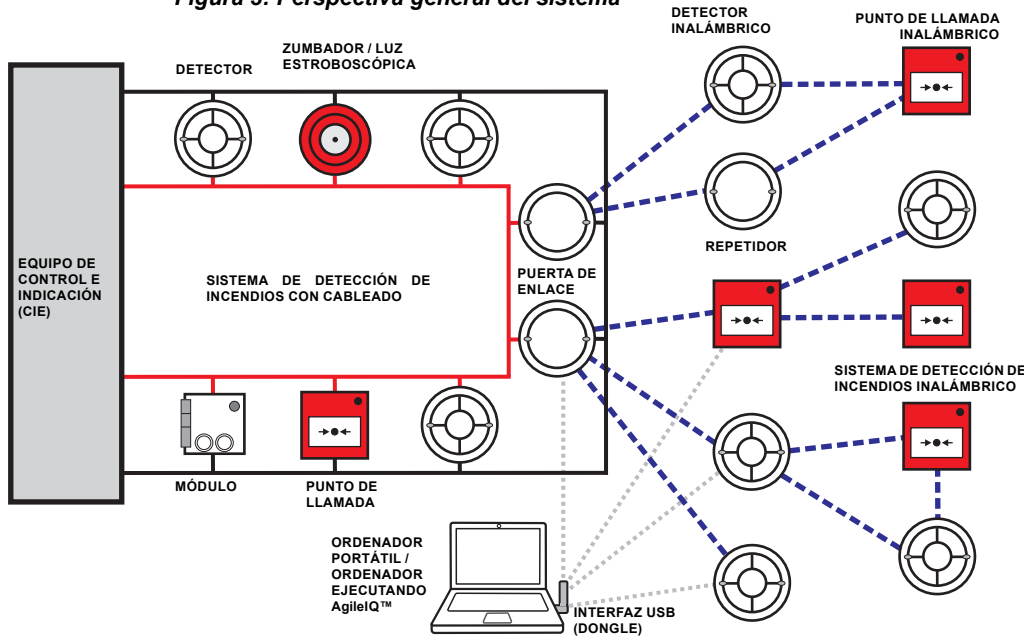 Figura 5: Perspectiva general del sistema
DETECTOR
INALÁMBRICO
PUNTO DE LLAMADA
INALÁMBRICO
ZUMBADOR / LUZ
ESTROBOSCÓPICA
DETECTOR
REPETIDOR
EQUIPO DE
CONTROL E
INDICACIÓN
(CIE)
SISTEMA DE DETECCIÓN DE
INCENDIOS CON CABLEADO
PUERTA DE
ENLACE
SISTEMA DE DETECCIÓN DE
INCENDIOS INALÁMBRICO
MÓDULO
PUNTO DE
LLAMADA
ORDENADOR
PORTÁTIL /
ORDENADOR
EJECUTANDO
AgileIQ™
INTERFAZ USB
(DONGLE)